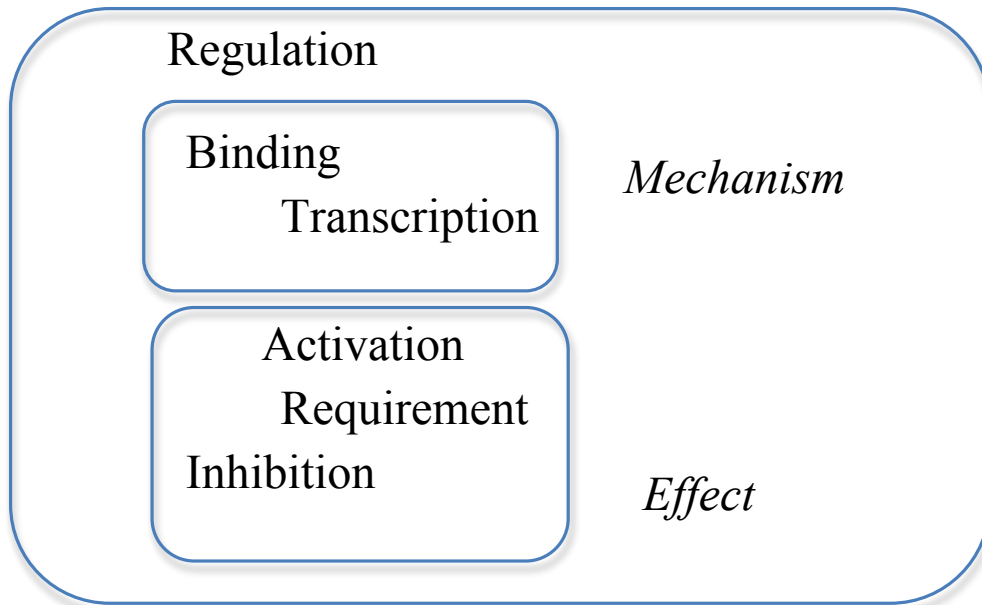 Regulation
Binding
Mechanism
Transcription
Activation
Requirement
Inhibition
Effect